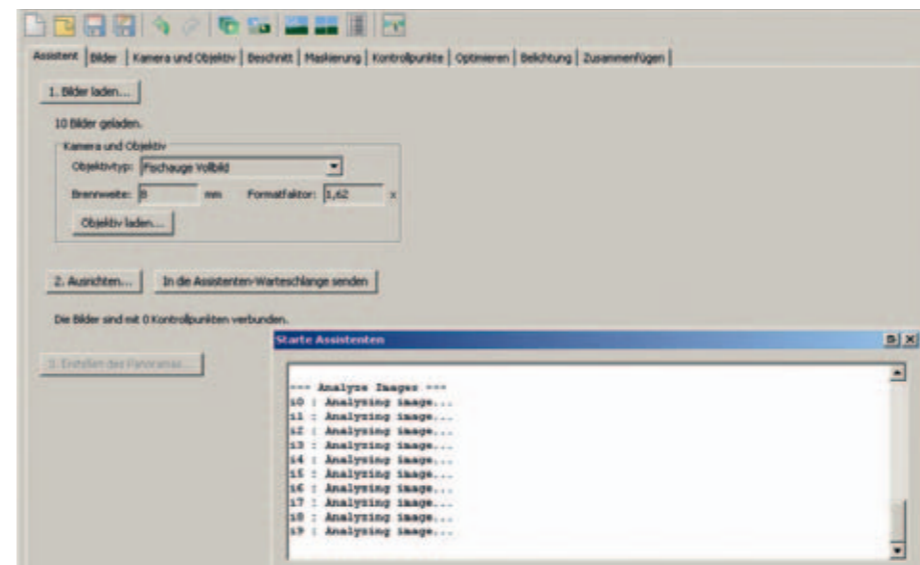 Assistent Bilder Kamera und Objektiv Beschnitt Maskierung Kontrollpunkte Optimieren Belichtung Zusammenfügen
1. Bilder laden...
10 Bilder geladen.
Kamera und Objektiv
Objektivtyp: Fischauge Vollbild
Brennweite: 8 mm Formatfaktor: 1,62 x
Objektiv laden...
2. Ausrichten... In die Assistenten-Warteschlange senden
Die Bilder sind mit 0 Kontrollpunkten verbunden.
3. Erstellen des Panoramas...
Starte Assistenten
--- Analyze Images ---
i0 : Analyzing image...
i1 : Analyzing image...
i2 : Analyzing image...
i3 : Analyzing image...
i4 : Analyzing image...
i5 : Analyzing image...
i6 : Analyzing image...
i7 : Analyzing image...
i8 : Analyzing image...
i9 : Analyzing image...